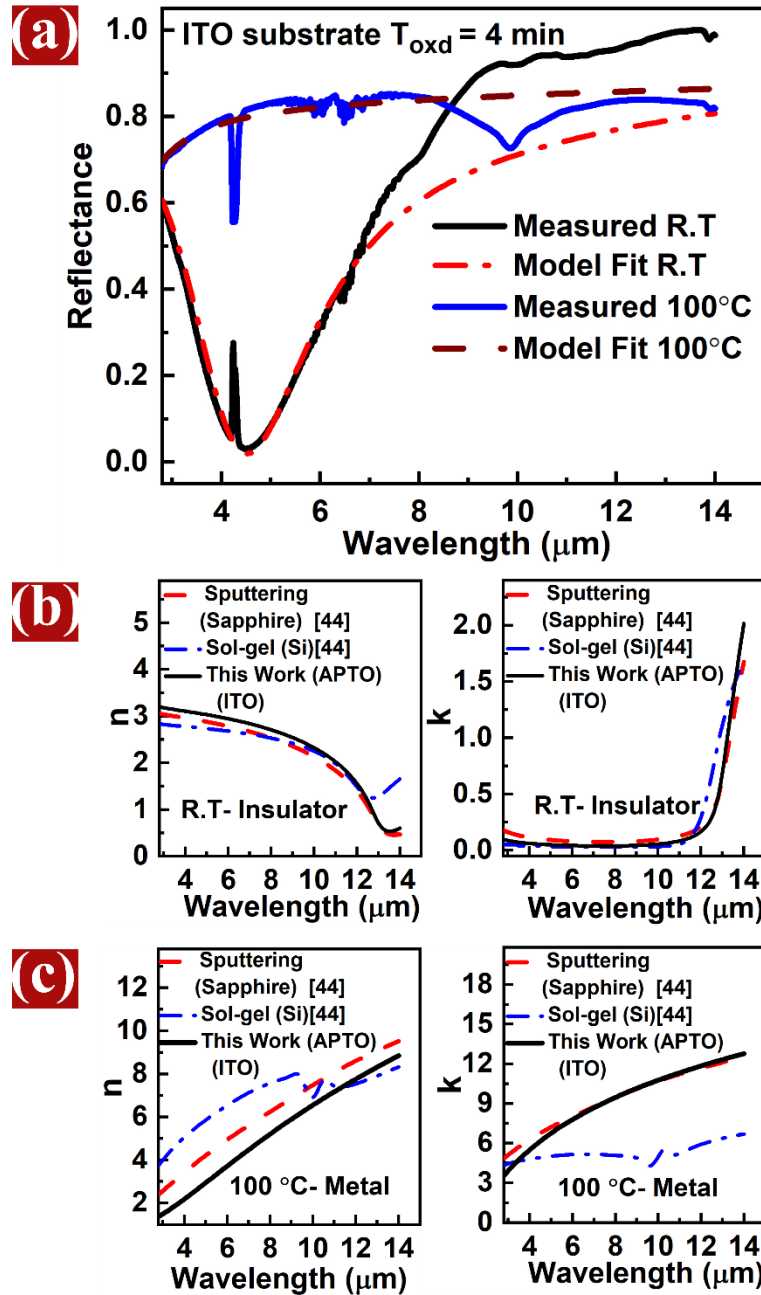 (a)
ITO substrate T_oxd = 4 min
1.0
0.8
0.6
0.4
0.2
0.0
Reflectance
Measured R.T
Model Fit R.T
Measured 100°C
Model Fit 100°C
4 6 8 10 12 14
Wavelength (μm)
(b)
Sputtering
(Sapphire) [44]
Sol-gel (Si)[44]
This Work (APTO)
(ITO)
5
4
3
2
1
0
n
R.T- Insulator
4 6 8 10 12 14
Wavelength (μm)
Sputtering
(Sapphire) [44]
Sol-gel (Si)[44]
This Work (APTO)
(ITO)
2.0
1.5
1.0
0.5
0.0
k
R.T- Insulator
4 6 8 10 12 14
Wavelength (μm)
(c)
Sputtering
(Sapphire) [44]
Sol-gel (Si)[44]
This Work (APTO)
(ITO)
12
10
8
6
4
2
n
100 °C- Metal
4 6 8 10 12 14
Wavelength (μm)
Sputtering
(Sapphire) [44]
Sol-gel (Si)[44]
This Work (APTO)
(ITO)
18
15
12
9
6
3
0
k
100 °C- Metal
4 6 8 10 12 14
Wavelength (μm)